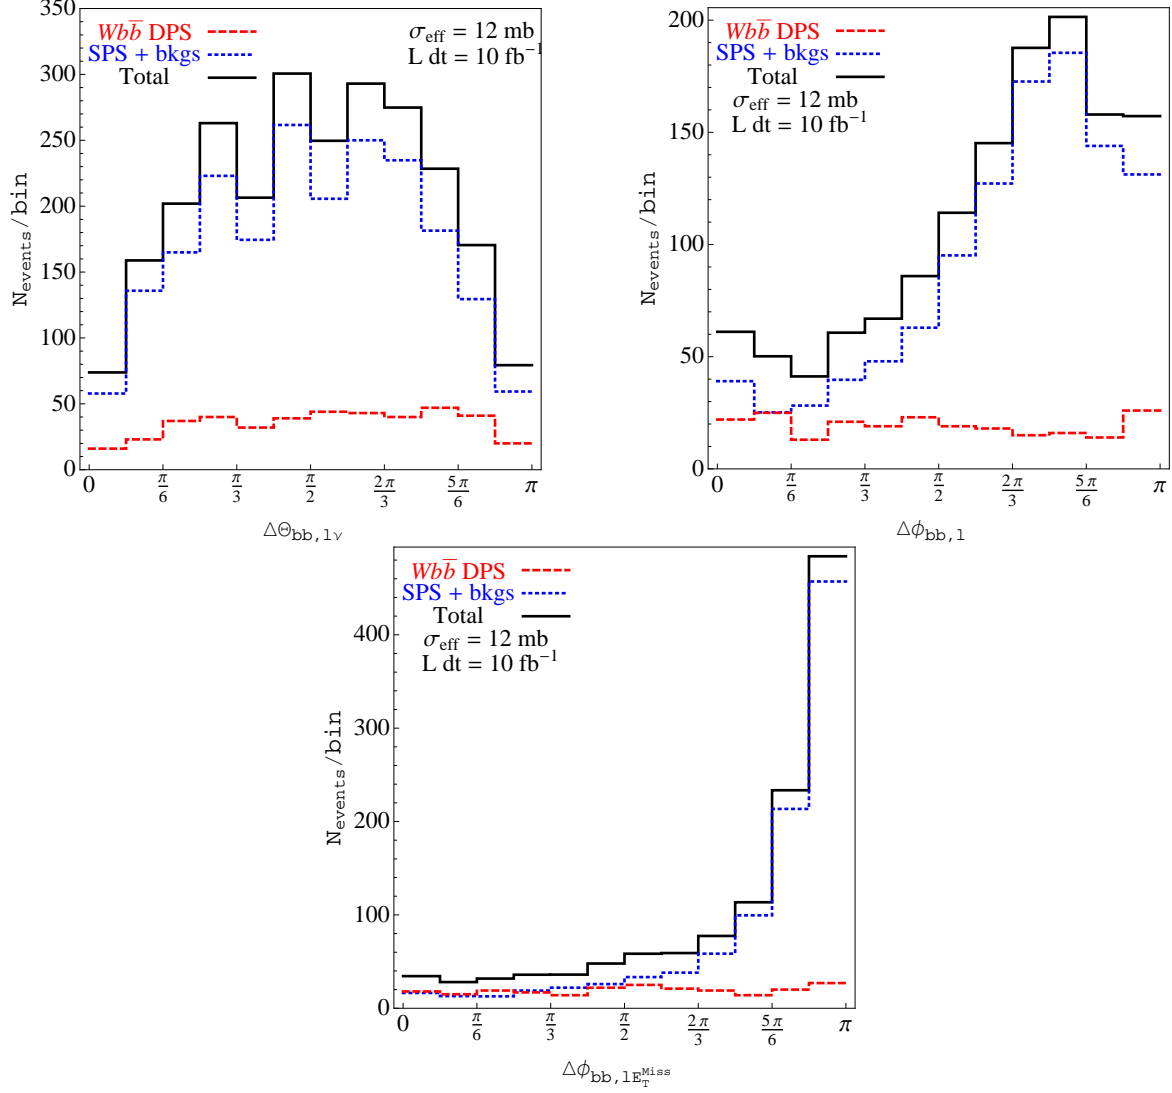 350
300
250
200
150
100
50
0
N_events/bin
Wbb̅ DPS
SPS + bkgs
Total
σ_eff = 12 mb
L dt = 10 fb⁻¹
0 π/6 π/3 π/2 2π/3 5π/6 π
ΔΘ_bb,lν
200
150
100
50
0
N_events/bin
Wbb̅ DPS
SPS + bkgs
Total
σ_eff = 12 mb
L dt = 10 fb⁻¹
0 π/6 π/3 π/2 2π/3 5π/6 π
Δϕ_bb,l
400
300
200
100
0
N_events/bin
Wbb̅ DPS
SPS + bkgs
Total
σ_eff = 12 mb
L dt = 10 fb⁻¹
0 π/6 π/3 π/2 2π/3 5π/6 π
Δϕ_bb,lE_T^Miss